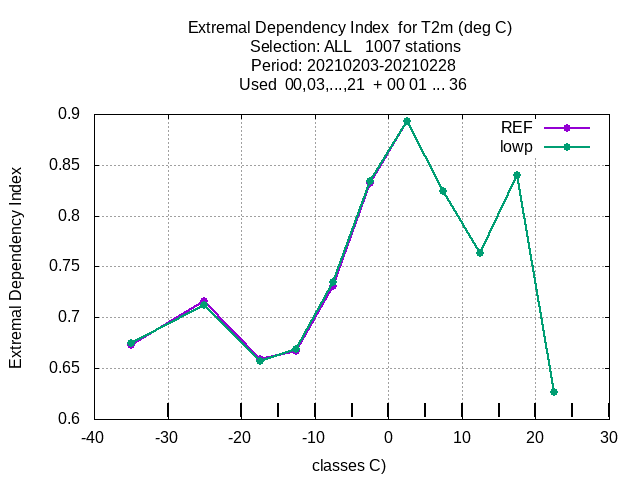 Extremal Dependency Index  for T2m (deg C)
Selection: ALL   1007 stations
Period: 20210203-20210228
Used  00,03,...,21  + 00 01 ... 36
REF
lowp
Extremal Dependency Index
0.9
0.85
0.8
0.75
0.7
0.65
0.6
-40 -30 -20 -10 0 10 20 30
classes C)